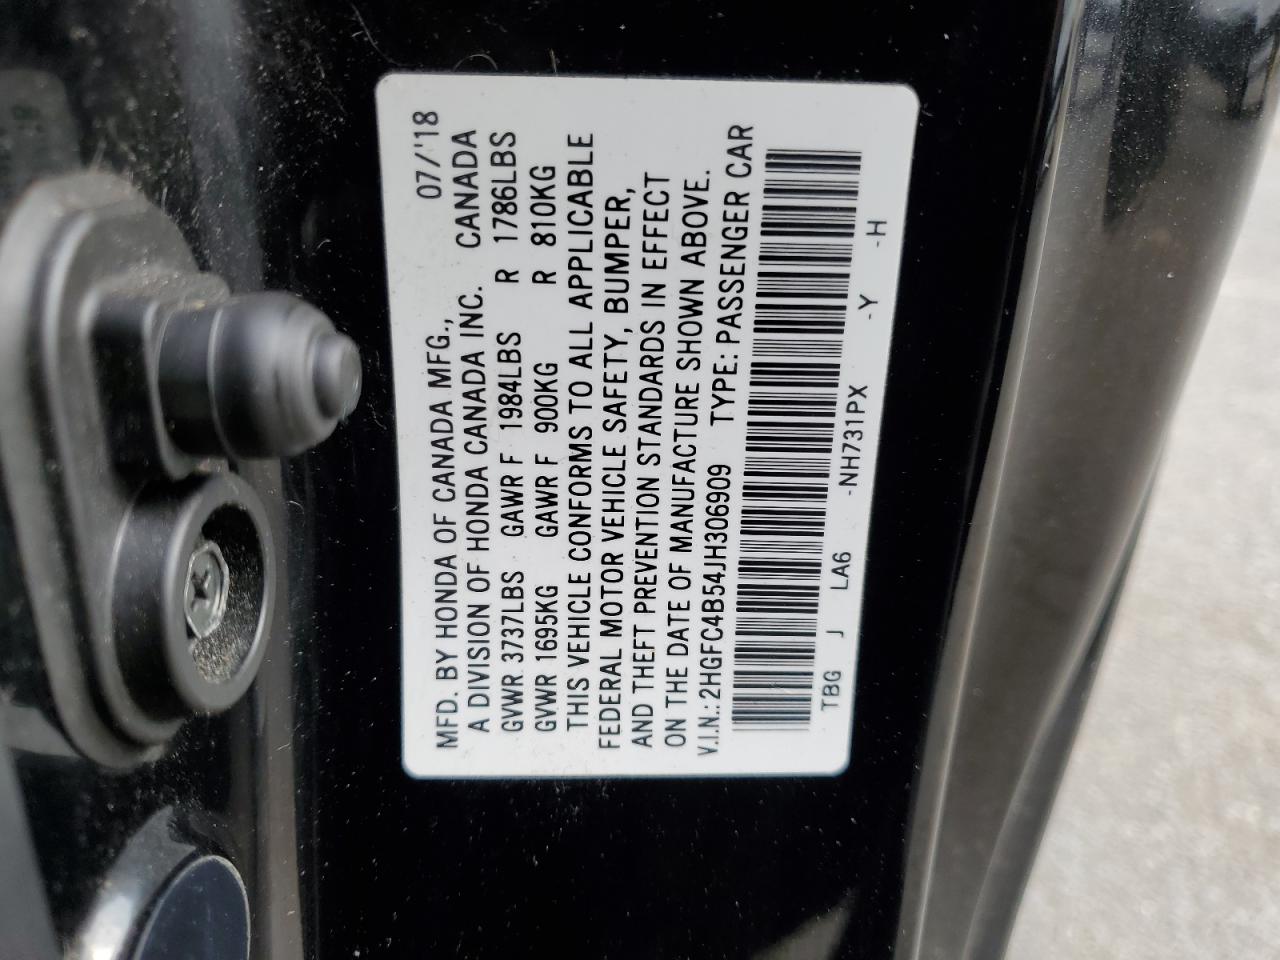 MFD. BY HONDA OF CANADA MFG., 07/'18
A DIVISION OF HONDA CANADA INC. CANADA
GVWR 3737LBS GAWR F 1984LBS R 1786LBS
GVWR 1695KG GAWR F 900KG R 810KG
THIS VEHICLE CONFORMS TO ALL APPLICABLE
FEDERAL MOTOR VEHICLE SAFETY, BUMPER,
AND THEFT PREVENTION STANDARDS IN EFFECT
ON THE DATE OF MANUFACTURE SHOWN ABOVE.
V.I.N.: 2HGFC4B54JH306909 TYPE: PASSENGER CAR
TBG J LA6 -NH731PX -Y -H